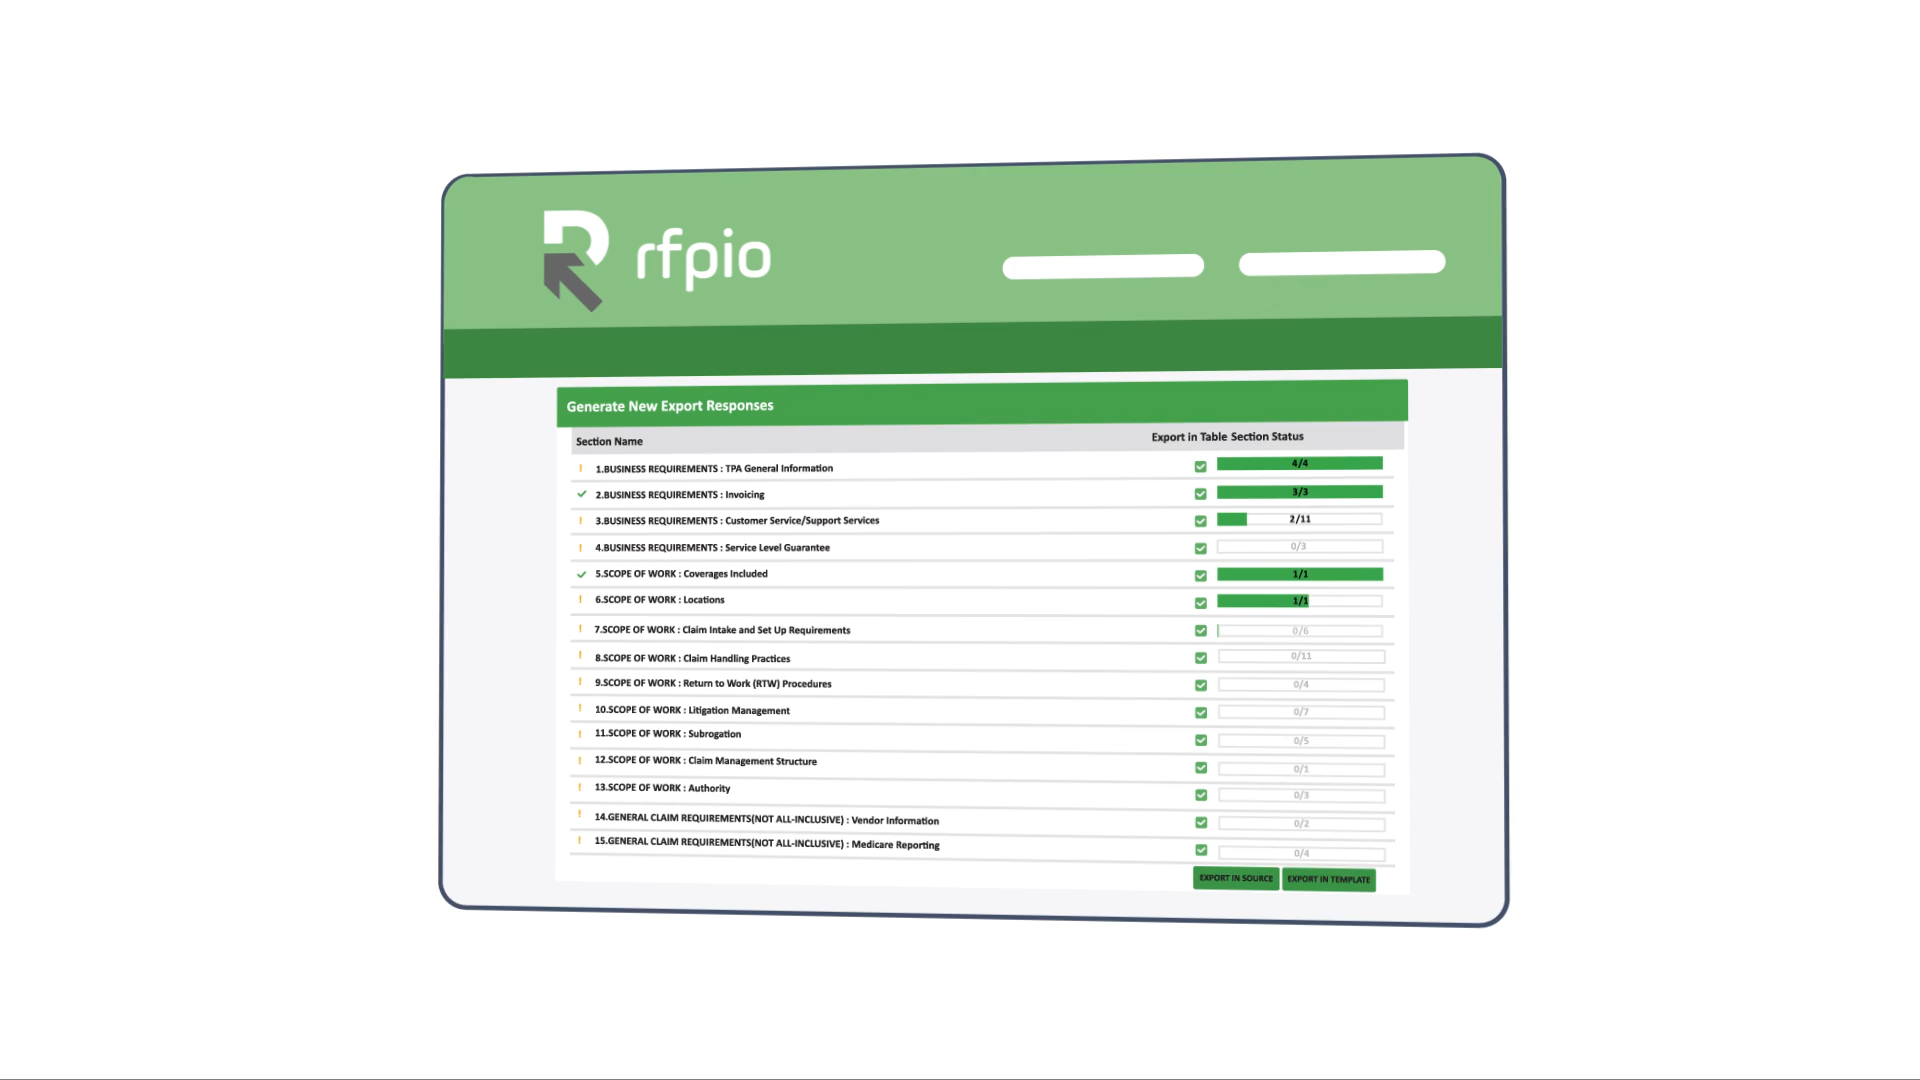 rfpio
Generate New Export Responses
Section Name Export in Table Section Status
! 1.BUSINESS REQUIREMENTS : TPA General Information 4/4
2.BUSINESS REQUIREMENTS : Invoicing 3/3
! 3.BUSINESS REQUIREMENTS : Customer Service/Support Services 2/11
! 4.BUSINESS REQUIREMENTS : Service Level Guarantee 0/3
5.SCOPE OF WORK : Coverages Included 1/1
! 6.SCOPE OF WORK : Locations 1/1
! 7.SCOPE OF WORK : Claim Intake and Set Up Requirements 0/6
! 8.SCOPE OF WORK : Claim Handling Practices 0/11
! 9.SCOPE OF WORK : Return to Work (RTW) Procedures 0/4
! 10.SCOPE OF WORK : Litigation Management 0/7
! 11.SCOPE OF WORK : Subrogation 0/5
! 12.SCOPE OF WORK : Claim Management Structure 0/1
! 13.SCOPE OF WORK : Authority 0/3
! 14.GENERAL CLAIM REQUIREMENTS(NOT ALL-INCLUSIVE) : Vendor Information 0/2
! 15.GENERAL CLAIM REQUIREMENTS(NOT ALL-INCLUSIVE) : Medicare Reporting 0/4
EXPORT IN SOURCE EXPORT IN TEMPLATE